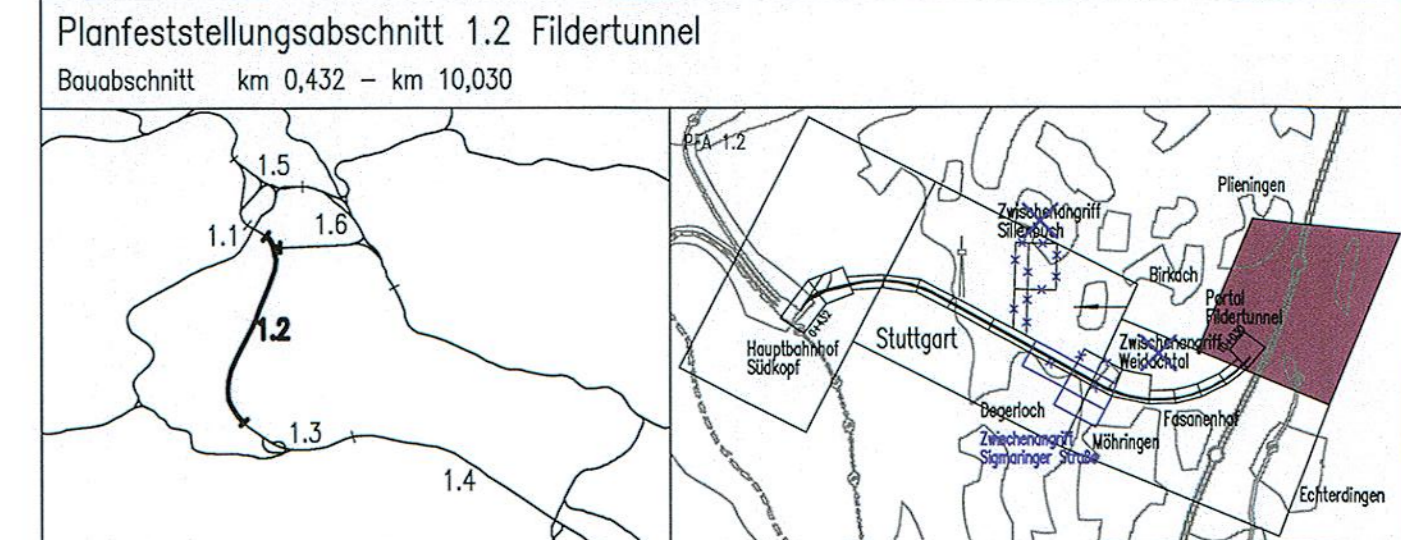 Planfeststellungsabschnitt 1.2 Fildertunnel
Bauabschnitt km 0,432 – km 10,030
1.5
1.6
1.1
1.2
1.3
1.4
PFA 1.2
Plieningen
Zwischenangriff
Sillenbuch
Birkach
Portal
Fildertunnel
0+432
Stuttgart
Hauptbahnhof
Südkopf
Zwischenangriff
Weidachtal
Degerloch
Fasanenhof
Zwischenangriff
Sigmaringer Straße
Möhringen
Echterdingen